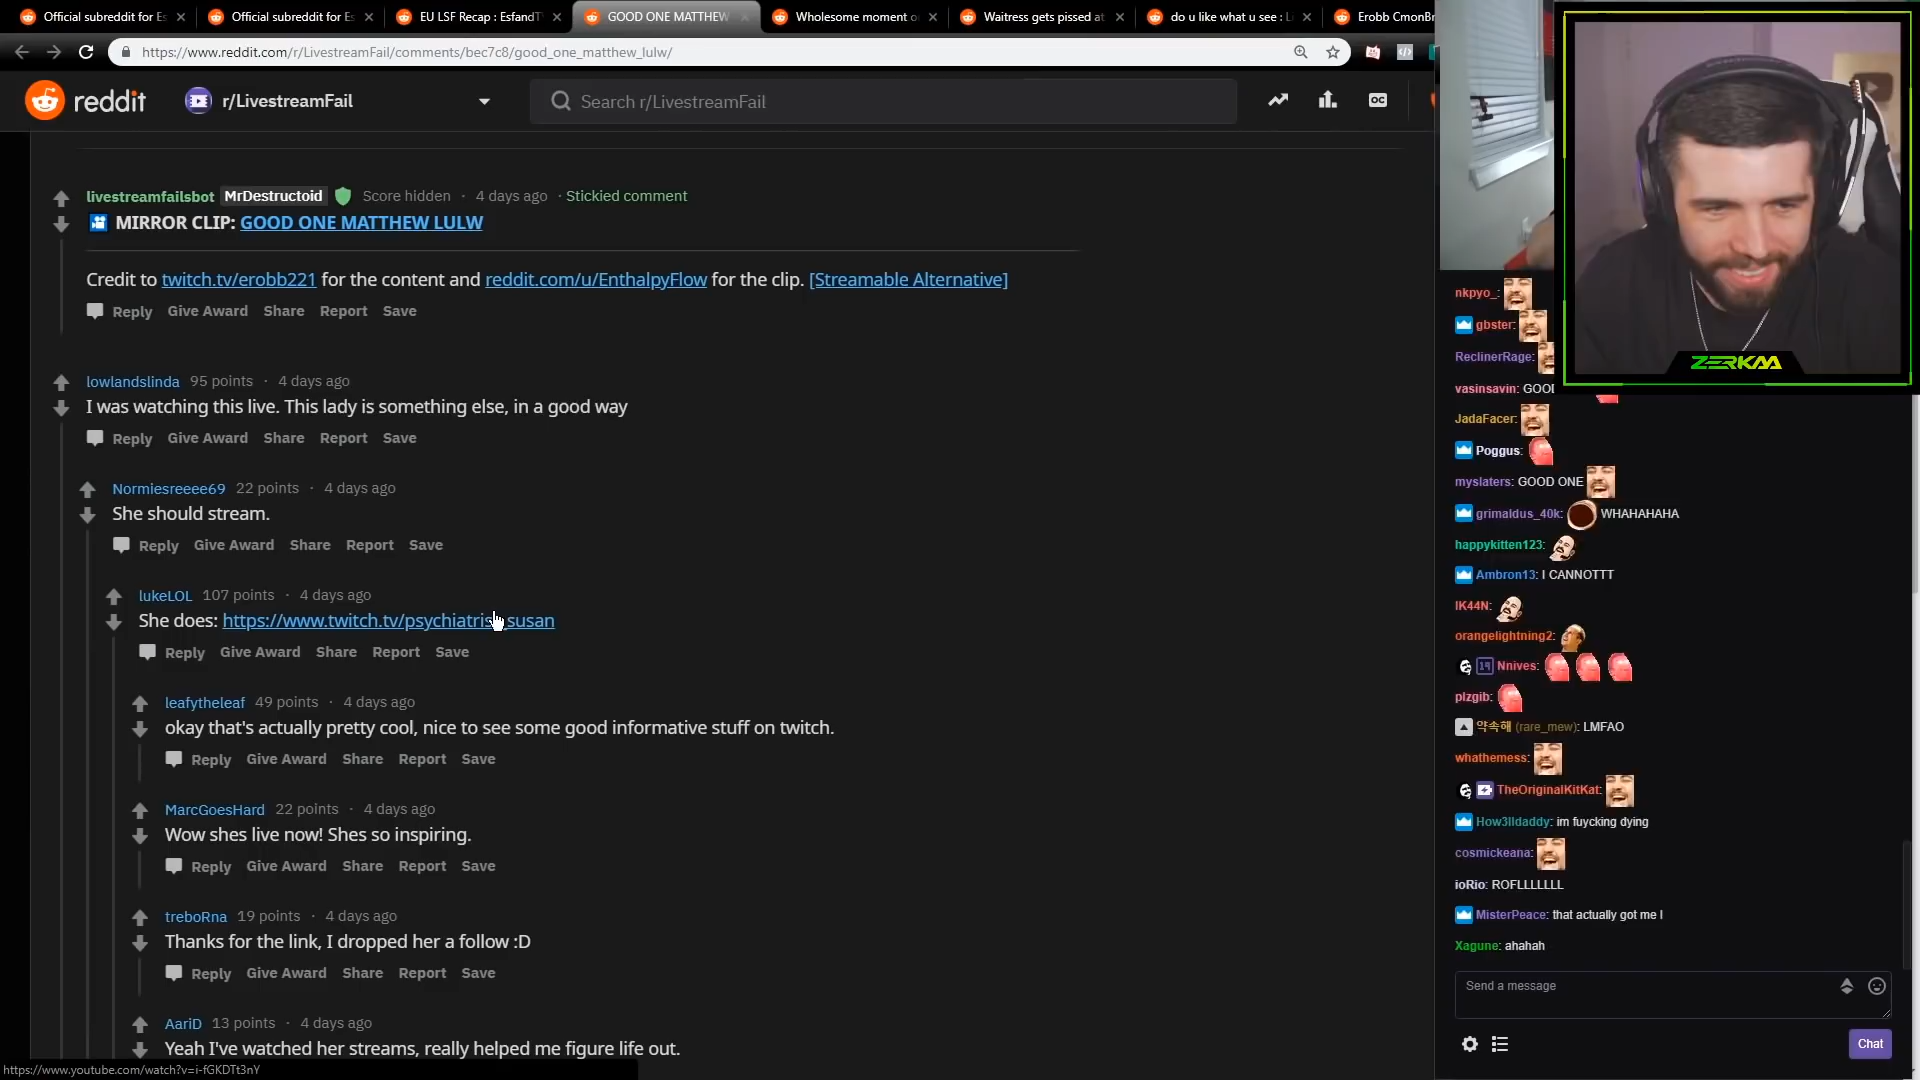 Official subreddit for Es
Official subreddit for Es
EU LSF Recap : EsfandT
GOOD ONE MATTHEW
Wholesome moment o
Waitress gets pissed at
do u like what u see : L
Erobb CmonBr
https://www.reddit.com/r/LivestreamFail/comments/bec7c8/good_one_matthew_lulw/
reddit
r/LivestreamFail
Search r/LivestreamFail
OC
livestreamfailsbot MrDestructoid Score hidden · 4 days ago · Stickied comment
MIRROR CLIP: GOOD ONE MATTHEW LULW
Credit to twitch.tv/erobb221 for the content and reddit.com/u/EnthalpyFlow for the clip. [Streamable Alternative]
Reply Give Award Share Report Save
lowlandslinda 95 points · 4 days ago
I was watching this live. This lady is something else, in a good way
Reply Give Award Share Report Save
Normiesreeee69 22 points · 4 days ago
She should stream.
Reply Give Award Share Report Save
lukeLOL 107 points · 4 days ago
She does: https://www.twitch.tv/psychiatris_susan
Reply Give Award Share Report Save
leafytheleaf 49 points · 4 days ago
okay that's actually pretty cool, nice to see some good informative stuff on twitch.
Reply Give Award Share Report Save
MarcGoesHard 22 points · 4 days ago
Wow shes live now! Shes so inspiring.
Reply Give Award Share Report Save
treboRna 19 points · 4 days ago
Thanks for the link, I dropped her a follow :D
Reply Give Award Share Report Save
AariD 13 points · 4 days ago
Yeah I've watched her streams, really helped me figure life out.
https://www.youtube.com/watch?v=i-fGKDTt3nY
ZERKAA
nkpyo_:
gbster:
ReclinerRage:
vasinsavin: GOOD
JadaFacer:
Poggus:
myslaters: GOOD ONE
grimaldus_40k: WHAHAHAHA
happykitten123:
Ambron13: I CANNOTTT
IK44N:
orangelightning2:
Nnives:
plzgib:
약속해 (rare_mew): LMFAO
whathemess:
TheOriginalKitKat:
How3lldaddy: im fuycking dying
cosmickeana:
ioRio: ROFLLLLLLL
MisterPeace: that actually got me l
Xagune: ahahah
Send a message
Chat